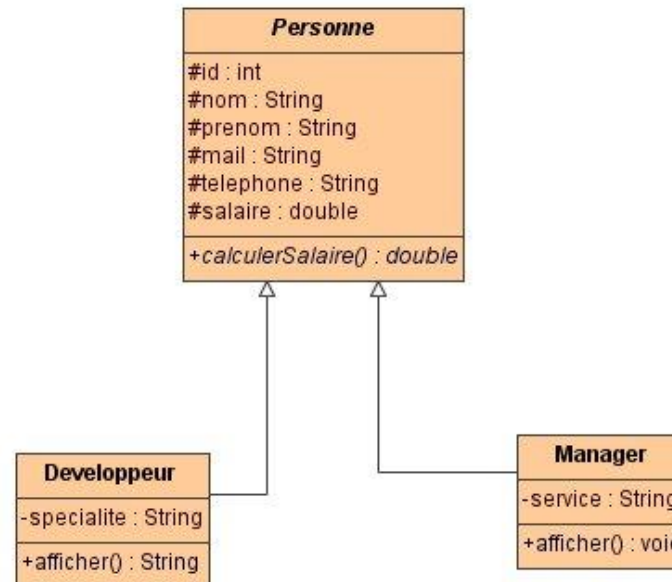 Personne
#id : int
#nom : String
#prenom : String
#mail : String
#telephone : String
#salaire : double
+calculerSalaire() : double
Developpeur
-specialite : String
+afficher() : String
Manager
-service : String
+afficher() : voi